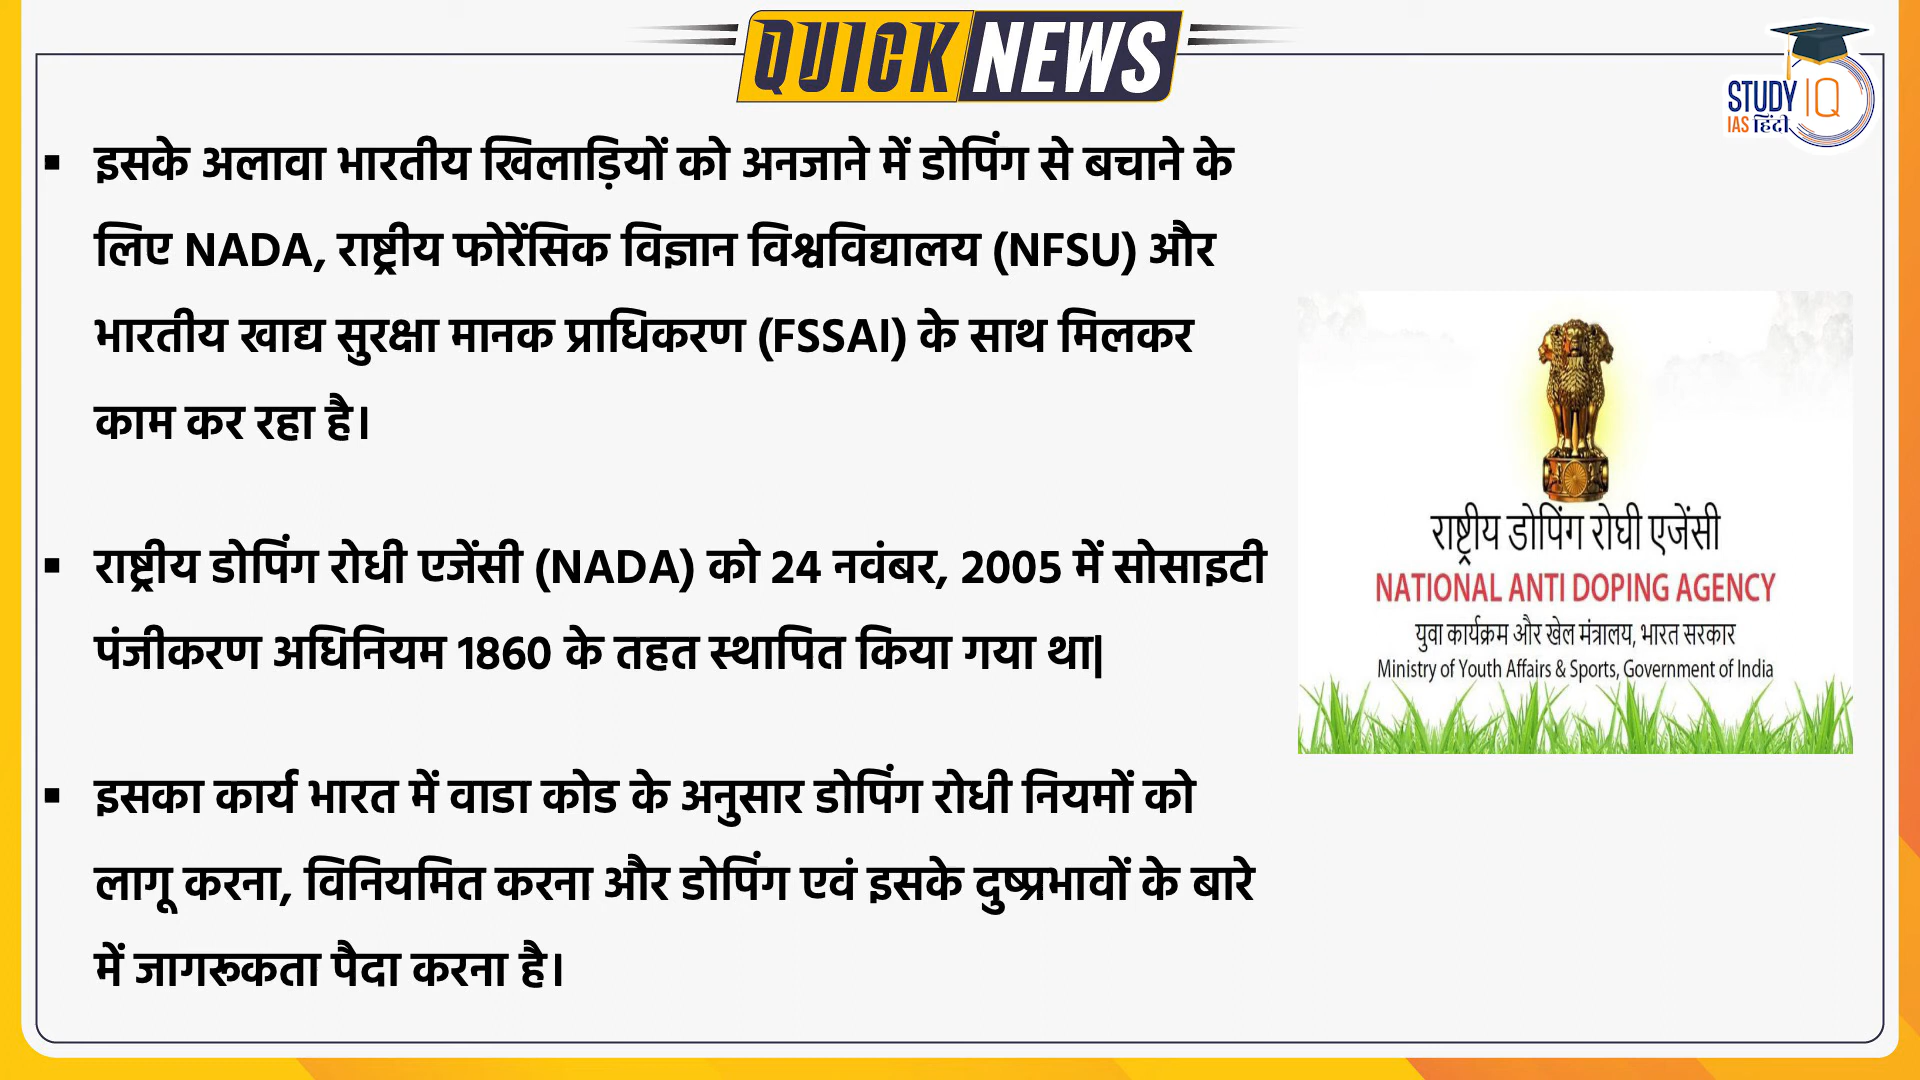 QUICK NEWS
STUDY IQ
IAS हिंदी
▪ इसके अलावा भारतीय खिलाड़ियों को अनजाने में डोपिंग से बचाने के
लिए NADA, राष्ट्रीय फोरेंसिक विज्ञान विश्वविद्यालय (NFSU) और
भारतीय खाद्य सुरक्षा मानक प्राधिकरण (FSSAI) के साथ मिलकर
काम कर रहा है।
▪ राष्ट्रीय डोपिंग रोधी एजेंसी (NADA) को 24 नवंबर, 2005 में सोसाइटी
पंजीकरण अधिनियम 1860 के तहत स्थापित किया गया था|
▪ इसका कार्य भारत में वाडा कोड के अनुसार डोपिंग रोधी नियमों को
लागू करना, विनियमित करना और डोपिंग एवं इसके दुष्प्रभावों के बारे
में जागरूकता पैदा करना है।
राष्ट्रीय डोपिंग रोधी एजेंसी
NATIONAL ANTI DOPING AGENCY
युवा कार्यक्रम और खेल मंत्रालय, भारत सरकार
Ministry of Youth Affairs & Sports, Government of India